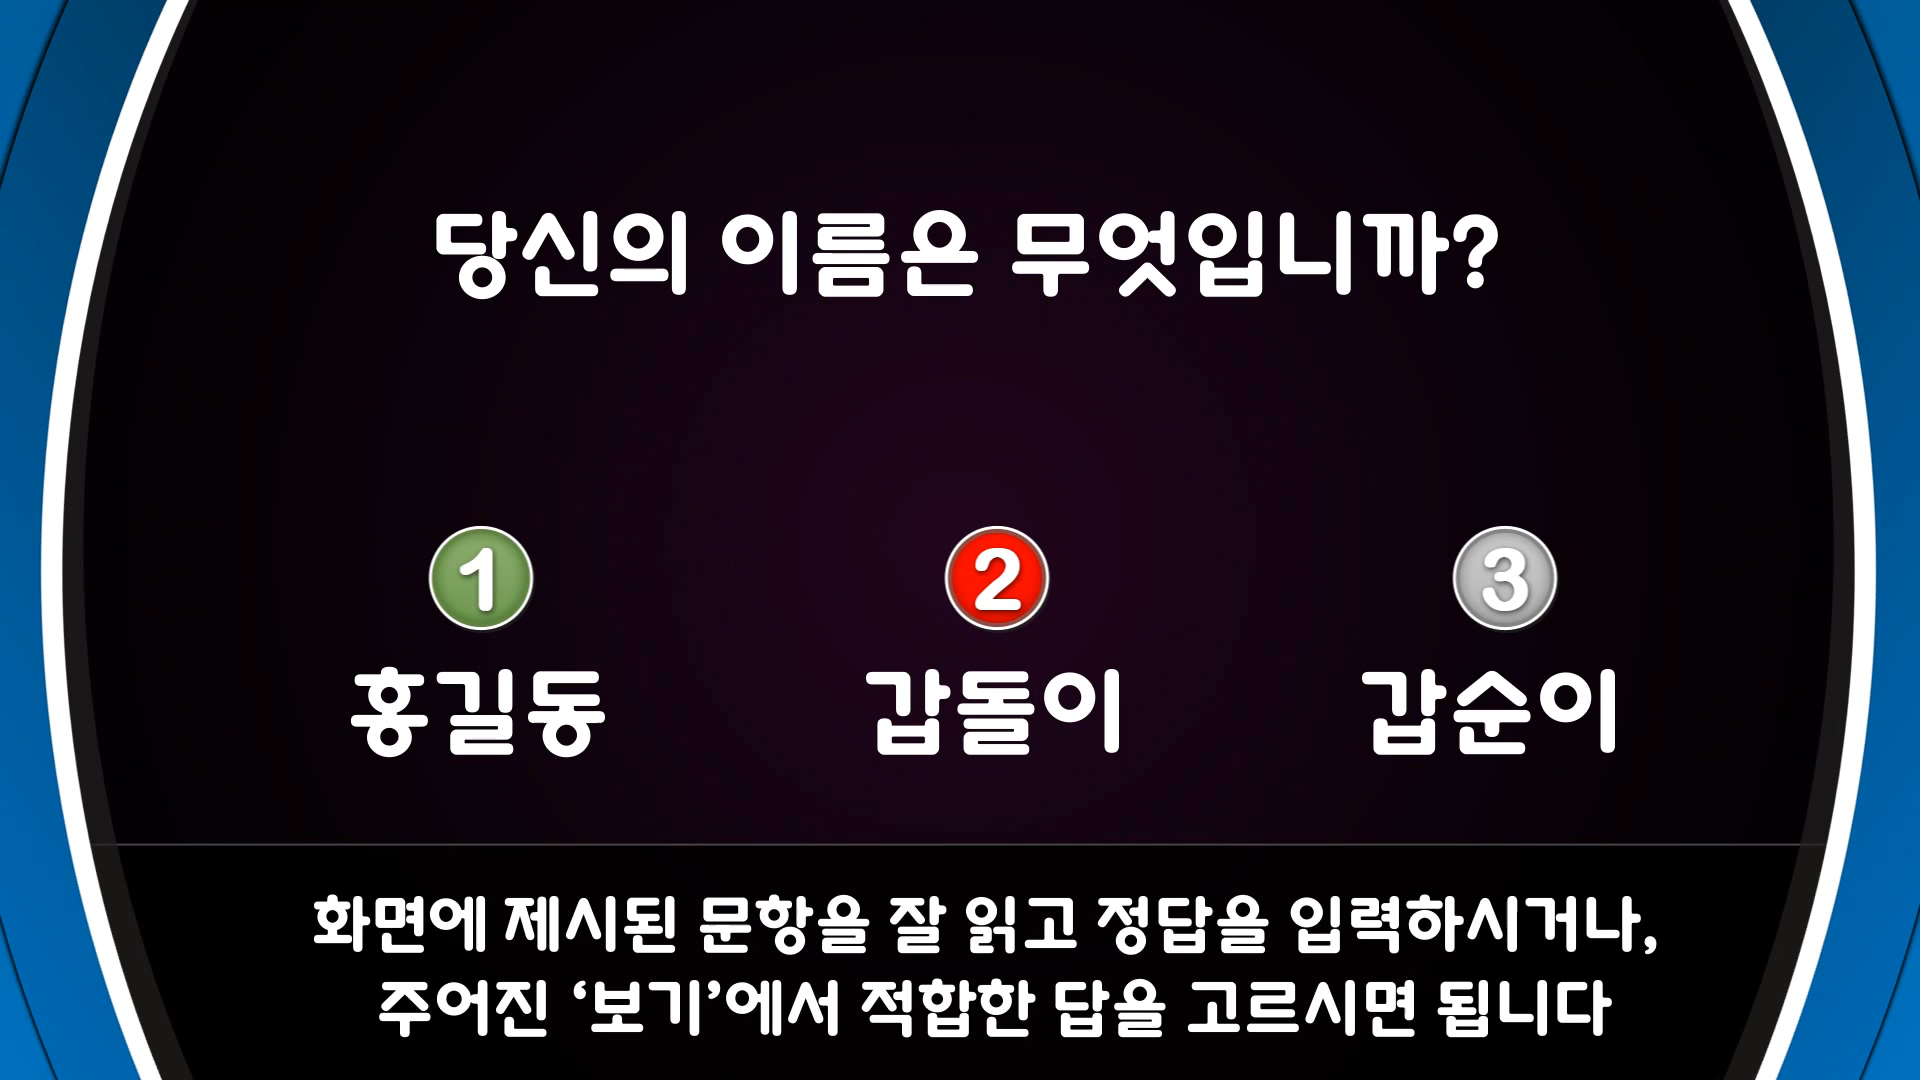 당신의 이름은 무엇입니까?
1 2 3
홍길동 갑돌이 갑순이
화면에 제시된 문항을 잘 읽고 정답을 입력하시거나,
주어진 ‘보기’에서 적합한 답을 고르시면 됩니다